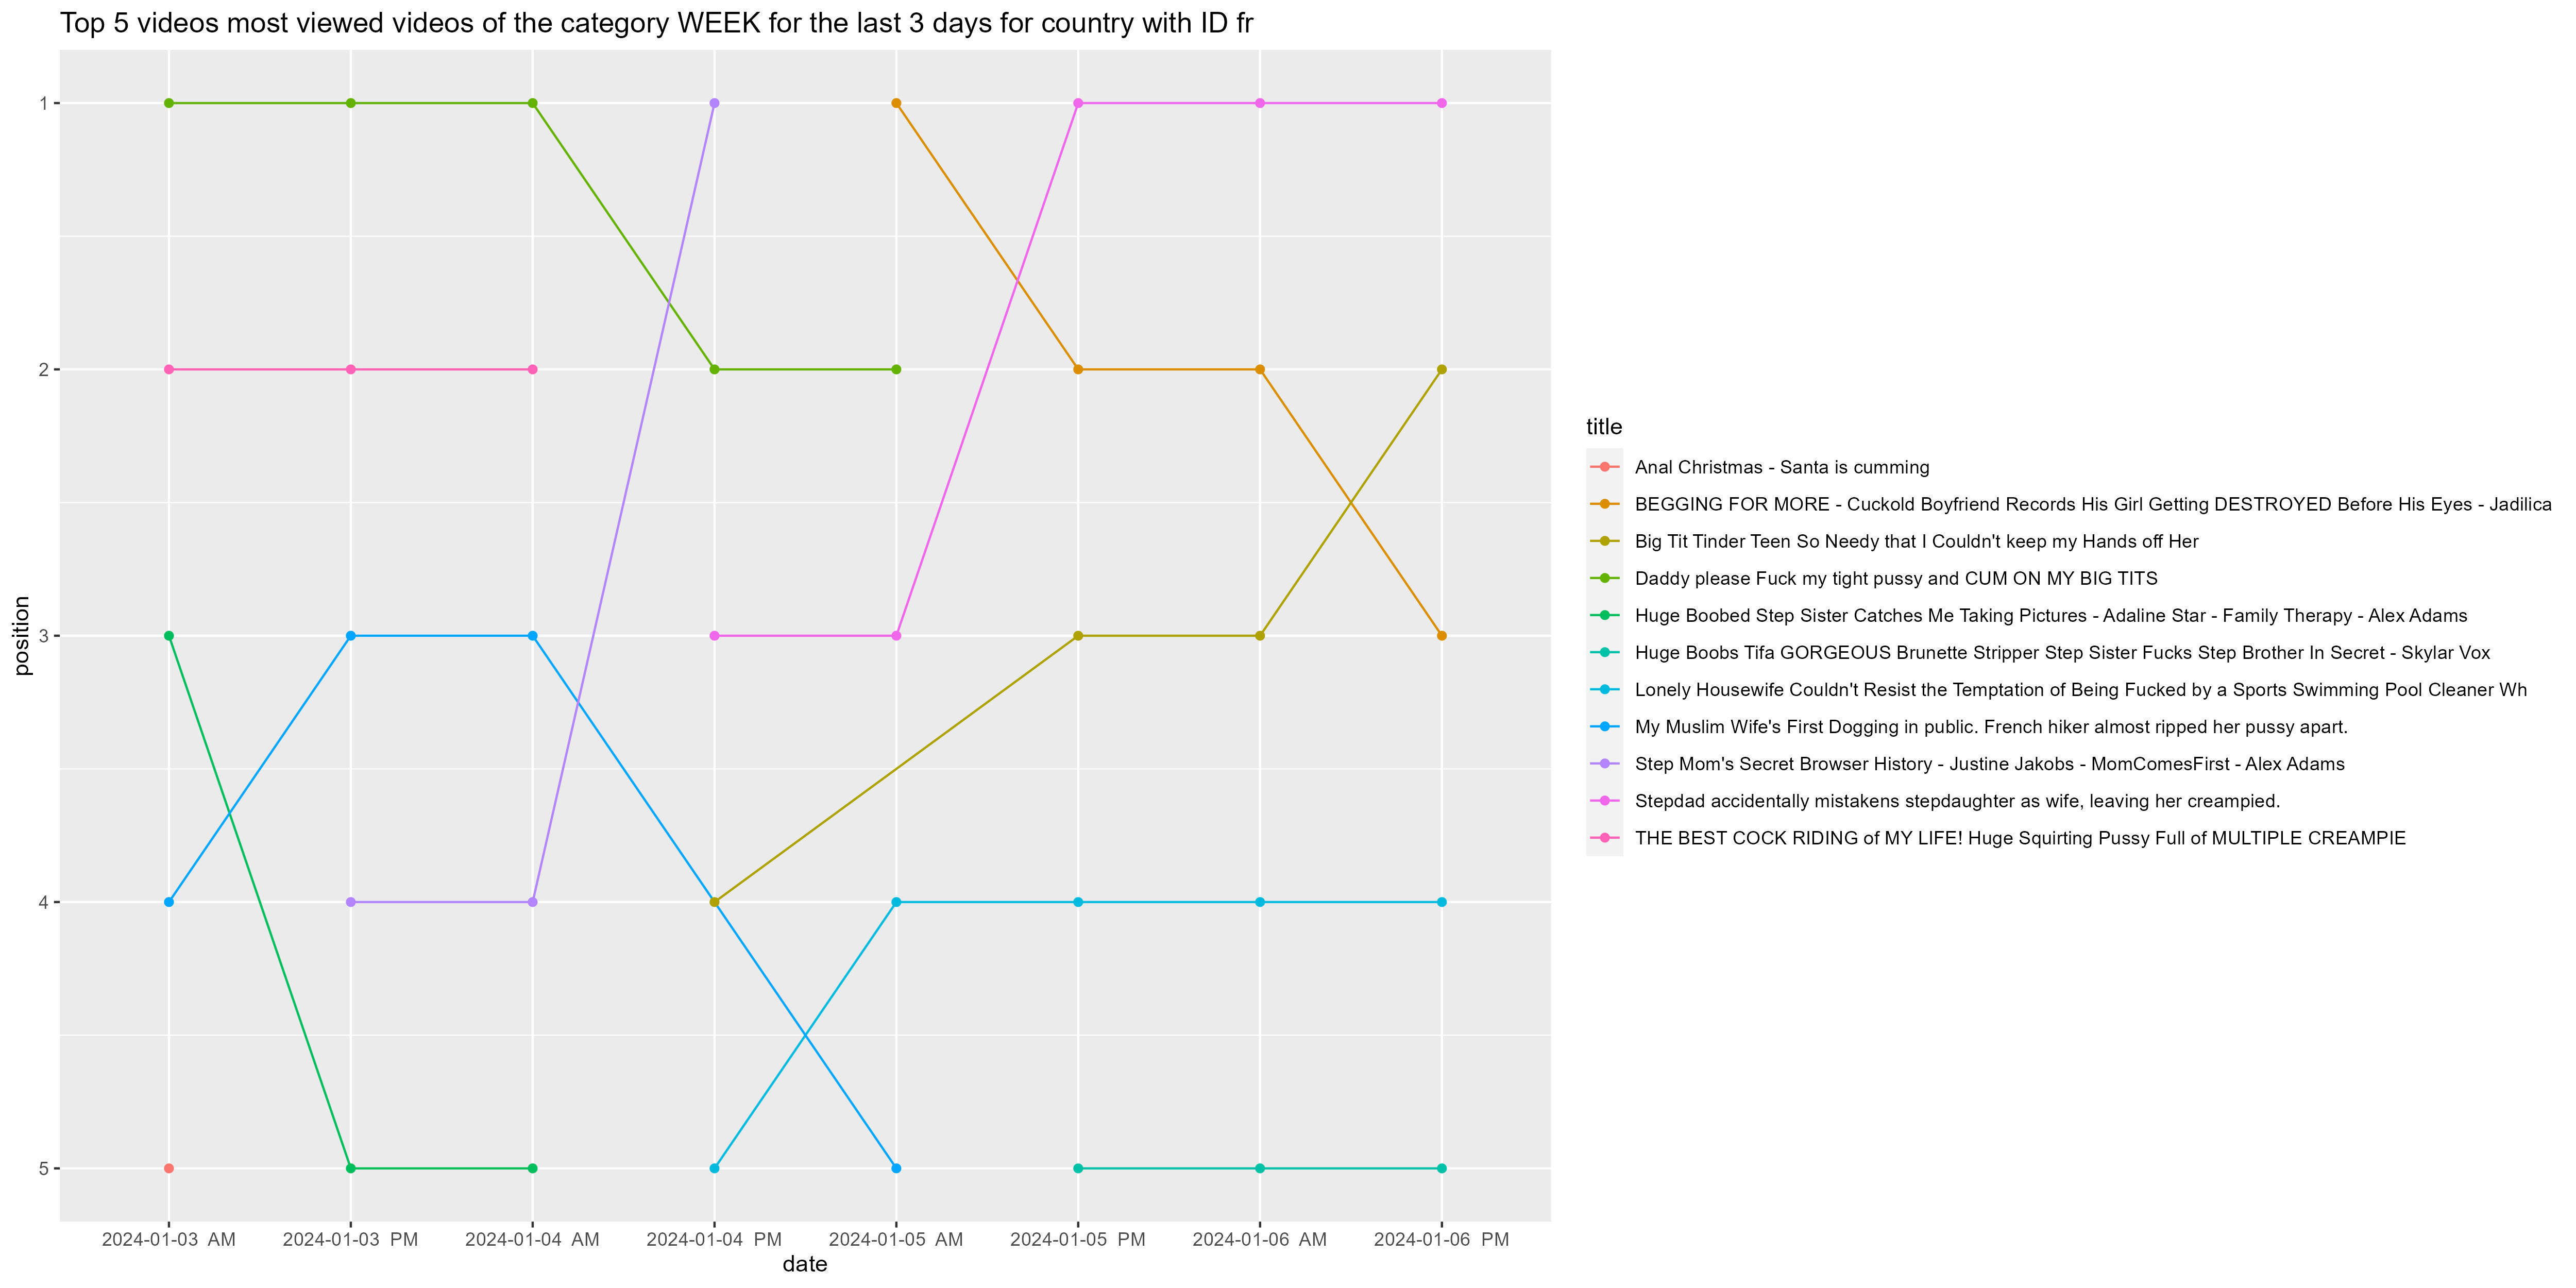 Top 5 videos most viewed videos of the category WEEK for the last 3 days for country with ID fr
position
1
2
3
4
5
2024-01-03 AM
2024-01-03 PM
2024-01-04 AM
2024-01-04 PM
2024-01-05 AM
2024-01-05 PM
2024-01-06 AM
2024-01-06 PM
date
title
Anal Christmas - Santa is cumming
BEGGING FOR MORE - Cuckold Boyfriend Records His Girl Getting DESTROYED Before His Eyes - Jadilica
Big Tit Tinder Teen So Needy that I Couldn't keep my Hands off Her
Daddy please Fuck my tight pussy and CUM ON MY BIG TITS
Huge Boobed Step Sister Catches Me Taking Pictures - Adaline Star - Family Therapy - Alex Adams
Huge Boobs Tifa GORGEOUS Brunette Stripper Step Sister Fucks Step Brother In Secret - Skylar Vox
Lonely Housewife Couldn't Resist the Temptation of Being Fucked by a Sports Swimming Pool Cleaner Wh
My Muslim Wife's First Dogging in public. French hiker almost ripped her pussy apart.
Step Mom's Secret Browser History - Justine Jakobs - MomComesFirst - Alex Adams
Stepdad accidentally mistakens stepdaughter as wife, leaving her creampied.
THE BEST COCK RIDING of MY LIFE! Huge Squirting Pussy Full of MULTIPLE CREAMPIE